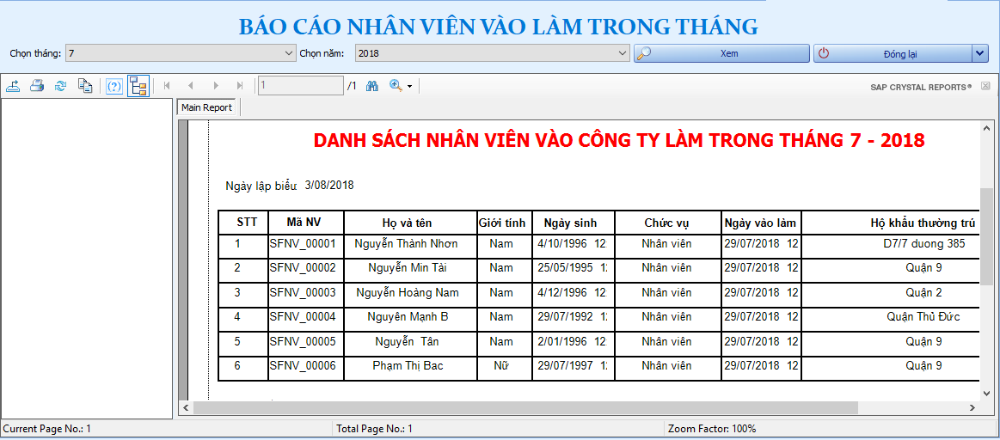 BÁO CÁO NHÂN VIÊN VÀO LÀM TRONG THÁNG
Chọn tháng: 7 Chọn năm: 2018 Xem Đóng lại
1 /1 SAP CRYSTAL REPORTS®
Main Report
DANH SÁCH NHÂN VIÊN VÀO CÔNG TY LÀM TRONG THÁNG 7 - 2018
Ngày lập biểu: 3/08/2018
STT Mã NV Họ và tên Giới tính Ngày sinh Chức vụ Ngày vào làm Hộ khẩu thường trú
1 SFNV_00001 Nguyễn Thành Nhơn Nam 4/10/1996 12 Nhân viên 29/07/2018 12 D7/7 duong 385
2 SFNV_00002 Nguyễn Min Tài Nam 25/05/1995 12 Nhân viên 29/07/2018 12 Quận 9
3 SFNV_00003 Nguyễn Hoàng Nam Nam 4/12/1996 12 Nhân viên 29/07/2018 12 Quận 2
4 SFNV_00004 Nguyên Mạnh B Nam 29/07/1992 12 Nhân viên 29/07/2018 12 Quận Thủ Đức
5 SFNV_00005 Nguyễn Tân Nam 2/01/1996 12 Nhân viên 29/07/2018 12 Quận 9
6 SFNV_00006 Phạm Thị Bac Nữ 29/07/1997 12 Nhân viên 29/07/2018 12 Quận 9
Current Page No.: 1 Total Page No.: 1 Zoom Factor: 100%